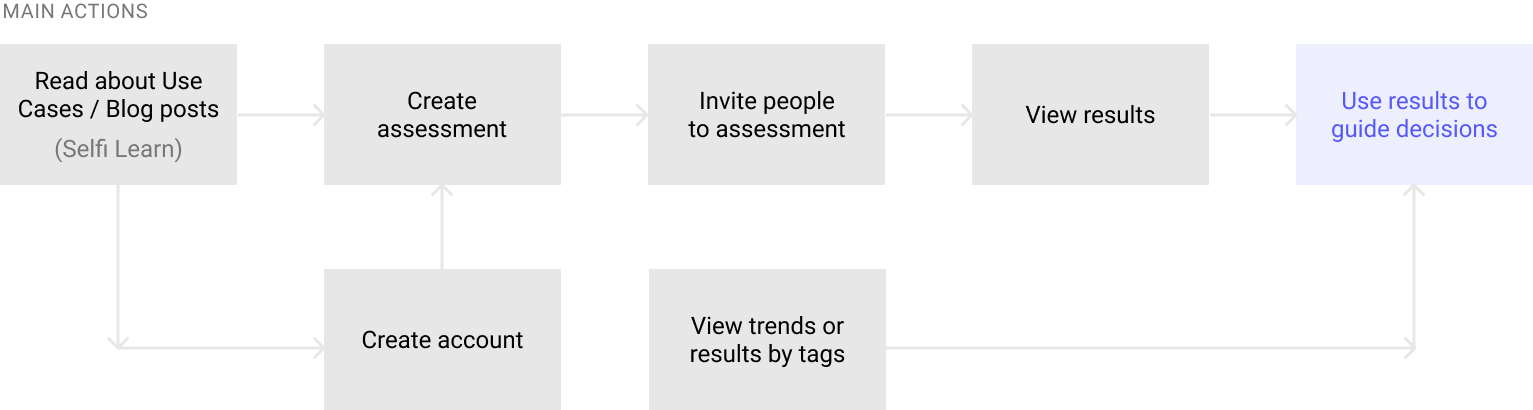 MAIN ACTIONS
Read about Use
Cases / Blog posts
(Selfi Learn)
Create
assessment
Invite people
to assessment
View results
Use results to
guide decisions
Create account
View trends or
results by tags